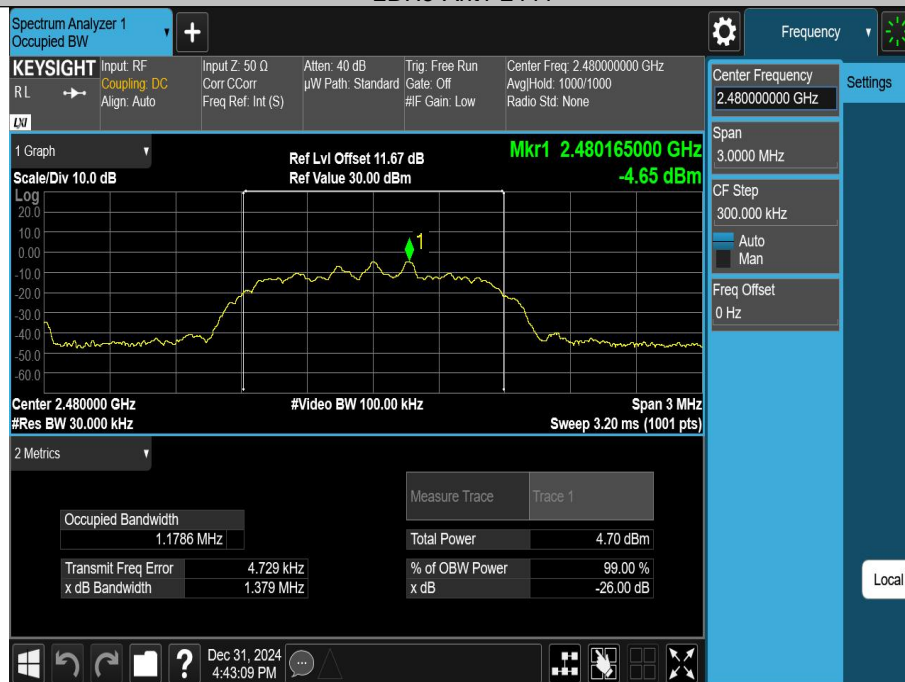 Spectrum Analyzer 1
Occupied BW
Frequency
KEYSIGHT
RL
LXI
Input: RF
Coupling: DC
Align: Auto
Input Z: 50 Ω
Corr CCorr
Freq Ref: Int (S)
Atten: 40 dB
µW Path: Standard
Trig: Free Run
Gate: Off
#IF Gain: Low
Center Freq: 2.480000000 GHz
Avg|Hold: 1000/1000
Radio Std: None
Center Frequency
2.480000000 GHz
Settings
Span
3.0000 MHz
CF Step
300.000 kHz
Auto
Man
Freq Offset
0 Hz
Local
1 Graph
Scale/Div 10.0 dB
Ref Lvl Offset 11.67 dB
Ref Value 30.00 dBm
Mkr1 2.480165000 GHz
-4.65 dBm
Log
20.0
10.0
0.00
-10.0
-20.0
-30.0
-40.0
-50.0
-60.0
1
Center 2.480000 GHz
#Res BW 30.000 kHz
#Video BW 100.00 kHz
Span 3 MHz
Sweep 3.20 ms (1001 pts)
2 Metrics
Measure Trace Trace 1
Occupied Bandwidth
1.1786 MHz
Total Power 4.70 dBm
Transmit Freq Error 4.729 kHz
% of OBW Power 99.00 %
x dB Bandwidth 1.379 MHz
x dB -26.00 dB
Dec 31, 2024
4:43:09 PM